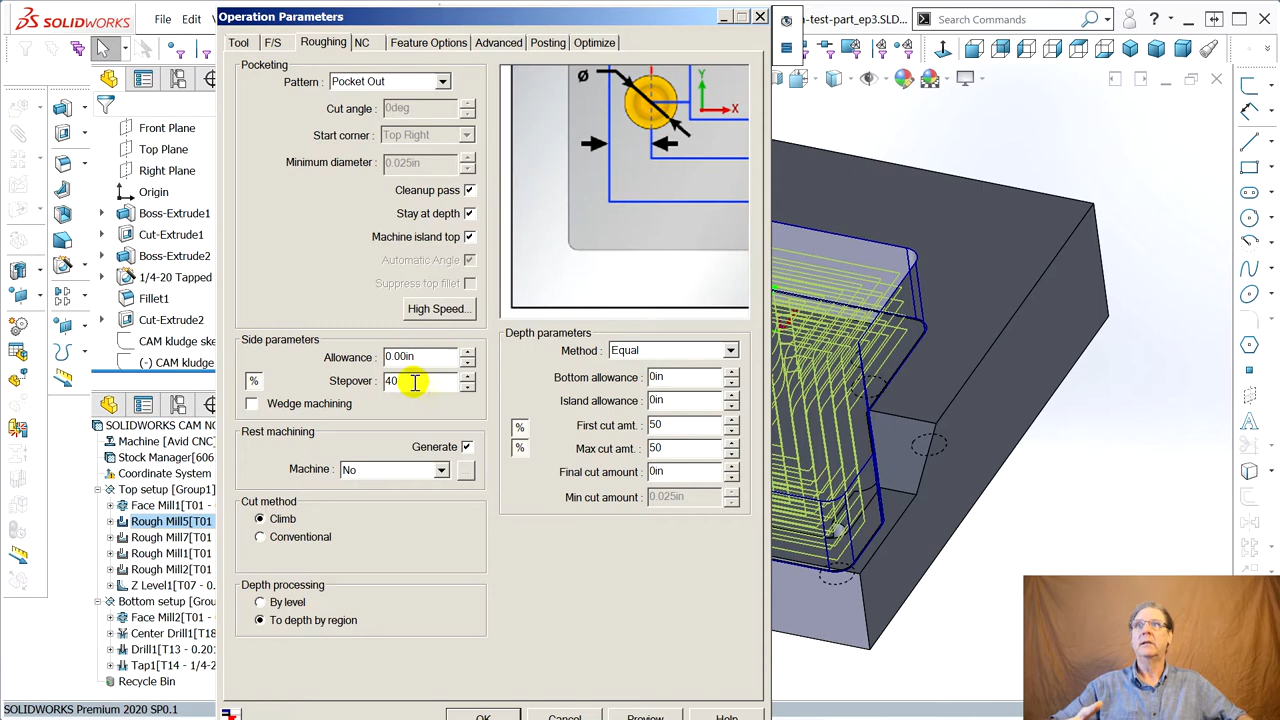 SOLIDWORKS
File
Edit
Operation Parameters
n-test-part_ep3.SLD...
Search Commands
?
Tool
F/S
Roughing
NC
Feature Options
Advanced
Posting
Optimize
Front Plane
Top Plane
Right Plane
Origin
Boss-Extrude1
Cut-Extrude1
Boss-Extrude2
1/4-20 Tapped
Fillet1
Cut-Extrude2
CAM kludge ske
(-) CAM kludge
SOLIDWORKS CAM NC
Machine [Avid CNC
Stock Manager[606
Coordinate System
Top setup [Group1]
Face Mill1[T01
Rough Mill5[T01
Rough Mill7[T01
Rough Mill1[T01
Rough Mill1[T18 - 0.20
Z Level1[T07 - 0.201
Bottom setup [Grou
Face Mill2[T01
Center Drill1[T18
Drill1[T13 - 0.20
Tap1[T14 - 1/4-2
Recycle Bin
SOLIDWORKS Premium 2020 SP0.1
Pocketing
Pattern : Pocket Out
Cut angle : 0deg
Start corner : Top Right
Minimum diameter : 0.025in
Cleanup pass
Stay at depth
Machine island top
Automatic Angle
Suppress top fillet
High Speed...
Side parameters
Allowance : 0.00in
% Stepover : 40
Wedge machining
Rest machining
Generate
Machine : No
Cut method
Climb
Conventional
Depth processing
By level
To depth by region
Ø
Y
X
Depth parameters
Method : Equal
Bottom allowance : 0in
Island allowance : 0in
% First cut amt. : 50
% Max cut amt. : 50
Final cut amount : 0in
Min cut amount : 0.025in
OK
Cancel
Preview
Help